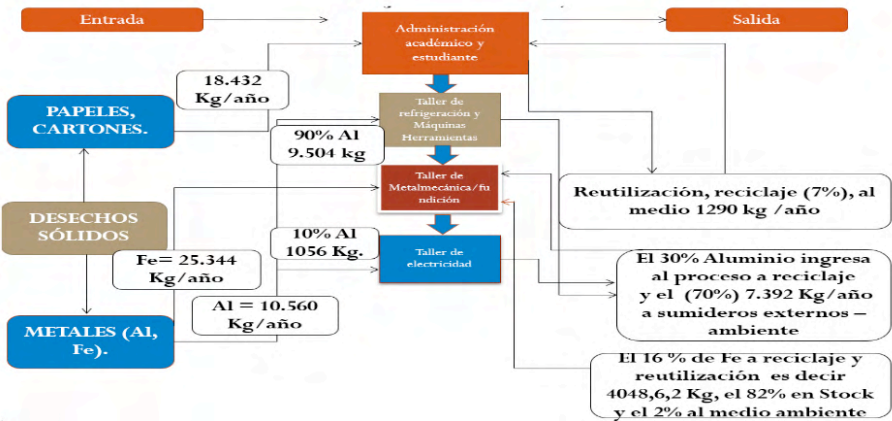 Entrada
Salida
Administración
académico y
estudiante
18.432
Kg/año
PAPELES,
CARTONES.
Taller de
refrigeración y
Máquinas
Herramientas
90% Al
9.504 kg
Taller de
Metalmecánica/fu
ndición
Reutilización, reciclaje (7%), al
medio 1290 kg /año
DESECHOS
SÓLIDOS
10% Al
1056 Kg.
Taller de
electricidad
Fe= 25.344
Kg/año
El 30% Aluminio ingresa
al proceso a reciclaje
y el (70%) 7.392 Kg/año
a sumideros externos –
ambiente
Al = 10.560
Kg/año
METALES (Al,
Fe).
El 16 % de Fe a reciclaje y
reutilización es decir
4048,6,2 Kg, el 82% en Stock
y el 2% al medio ambiente